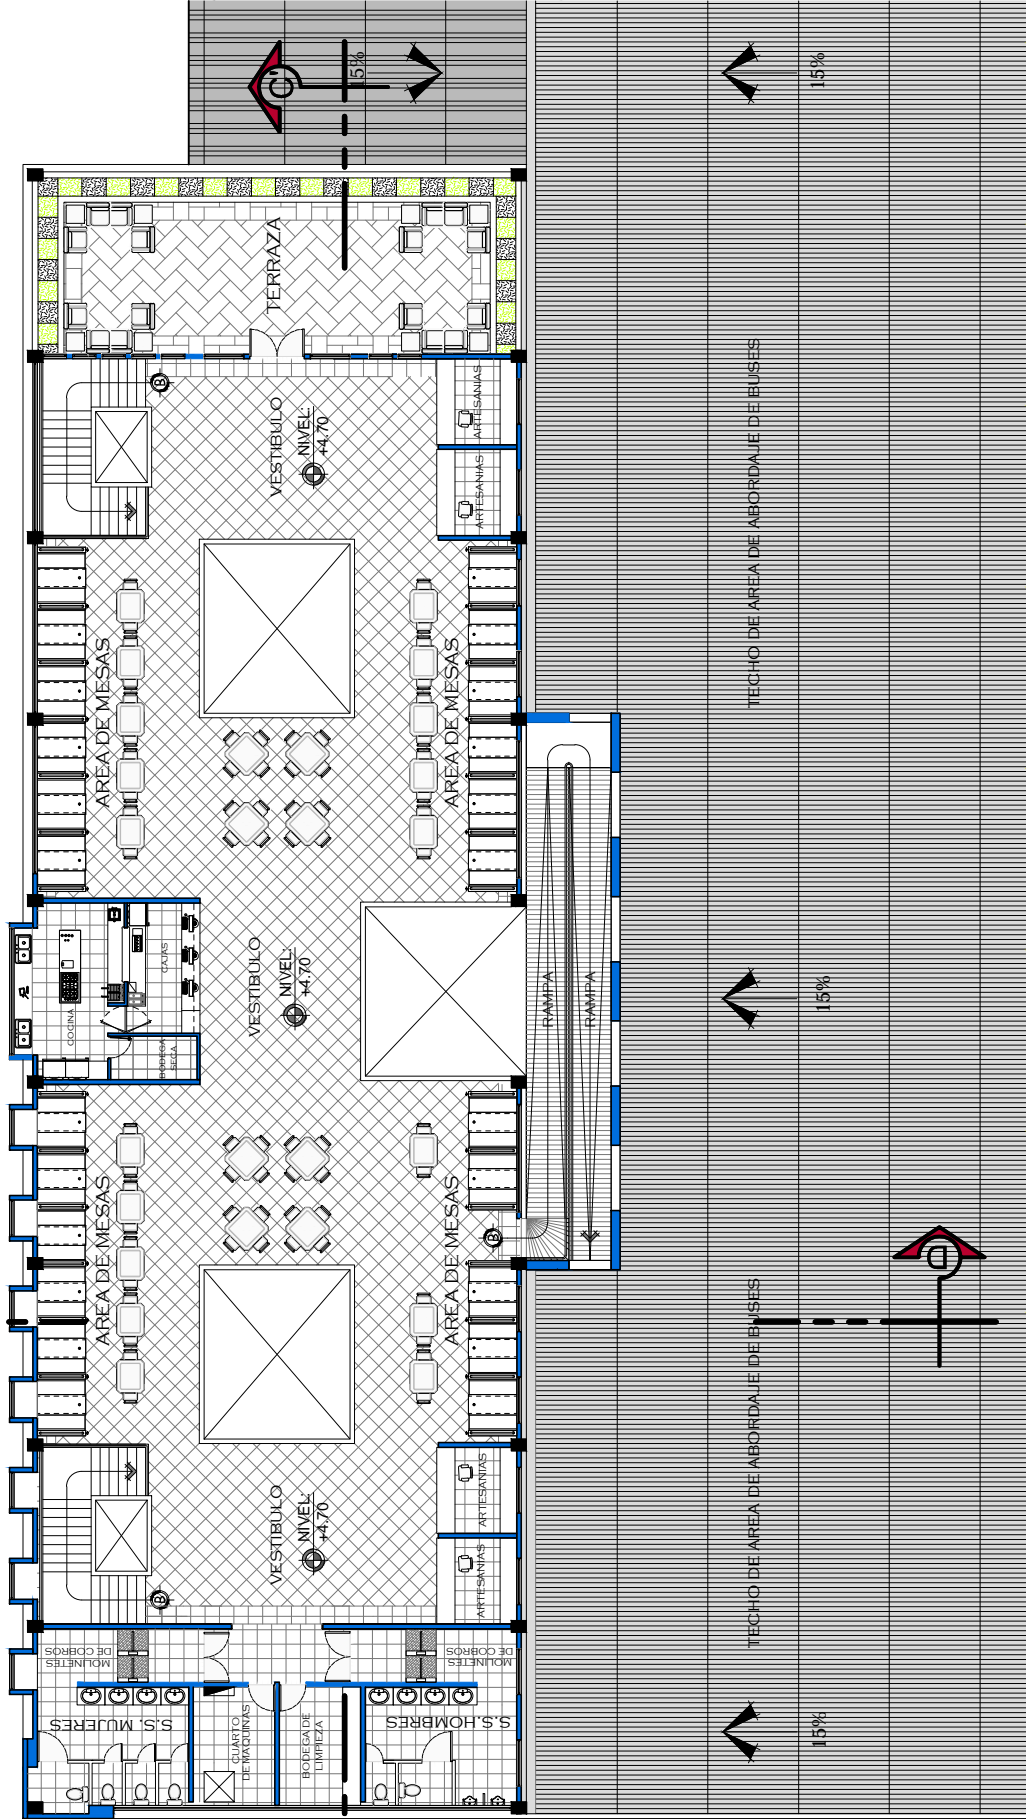 C'
15%
15%
TERRAZA
VESTIBULO
NIVEL:
+4.70
B
ARTESANIAS
ARTESANIAS
AREA DE MESAS
AREA DE MESAS
TECHO DE AREA DE ABORDAJE DE BUSES
COCINA
CAJAS
BODEGA
SECA
VESTIBULO
NIVEL:
+4.70
RAMPA
RAMPA
15%
AREA DE MESAS
AREA DE MESAS
B
D
TECHO DE AREA DE ABORDAJE DE BUSES
VESTIBULO
NIVEL:
+4.70
B
ARTESANIAS
ARTESANIAS
MOLINETES
DE COBROS
MOLINETES
DE COBROS
S.S. MUJERES
CUARTO
DE MAQUINAS
BODEGA DE
LIMPIEZA
S.S.HOMBRES
15%